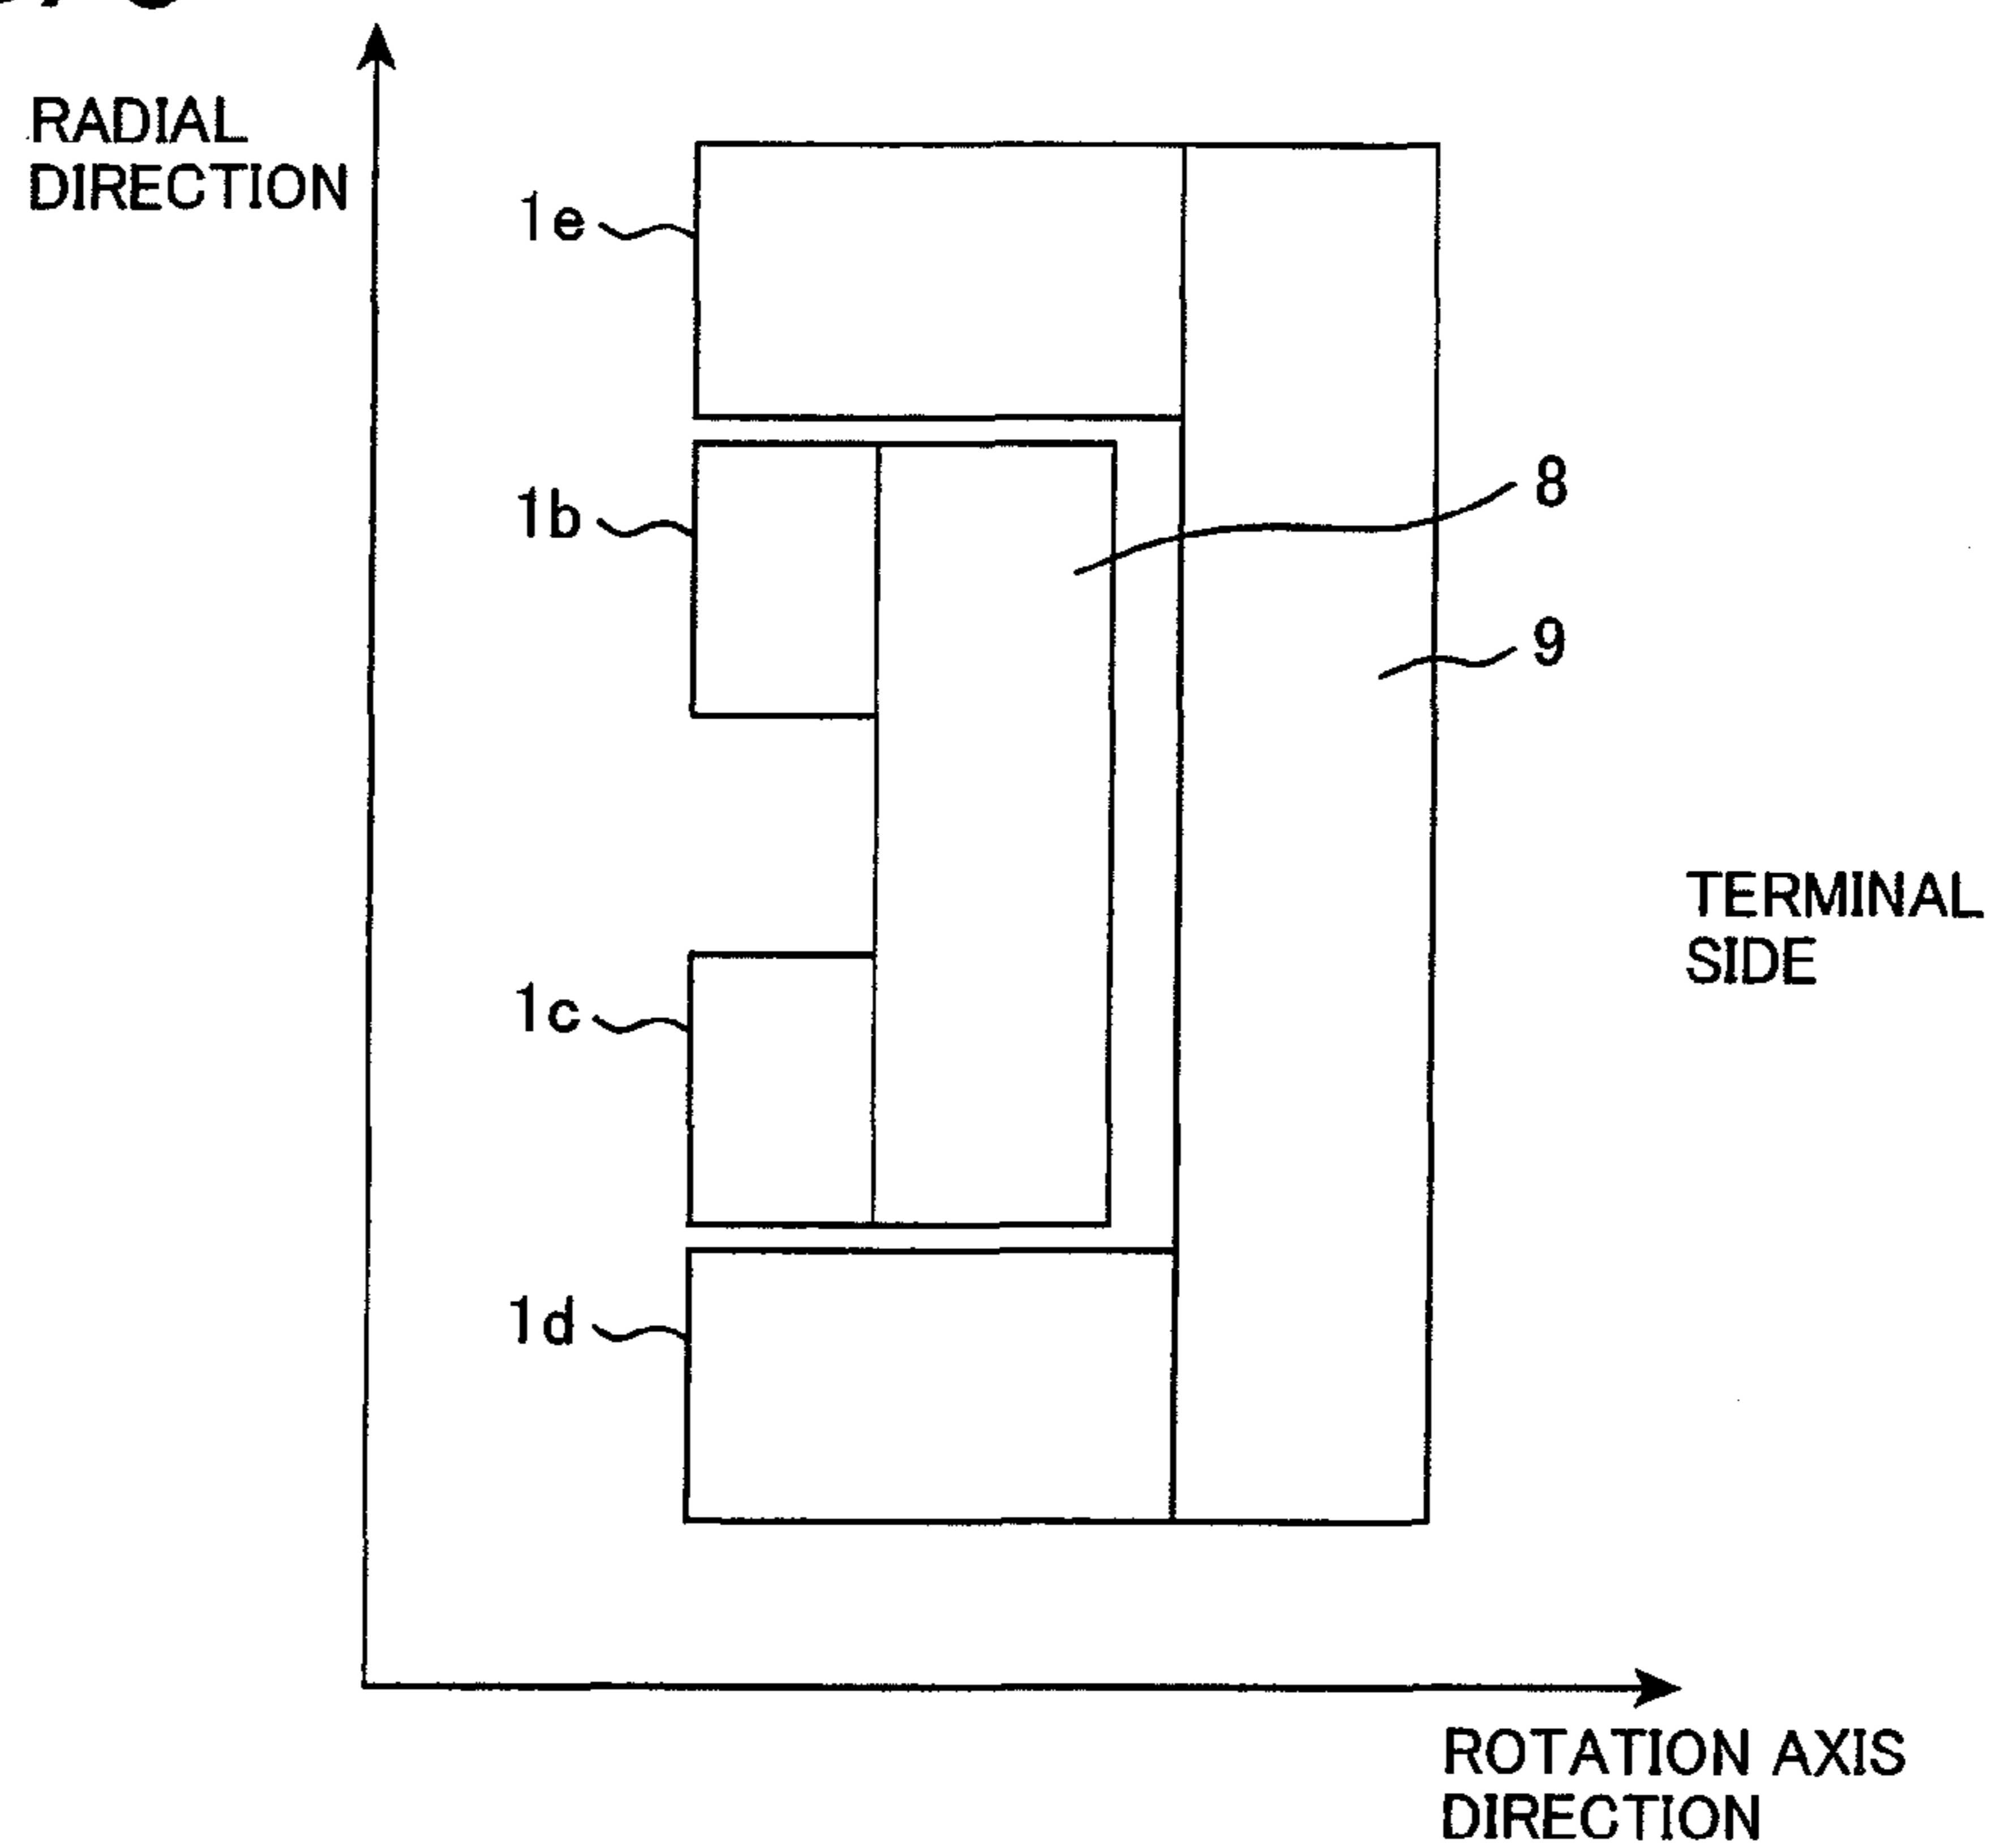 RADIAL
DIRECTION
1e
1b
8
9
TERMINAL
SIDE
1c
1d
ROTATION AXIS
DIRECTION